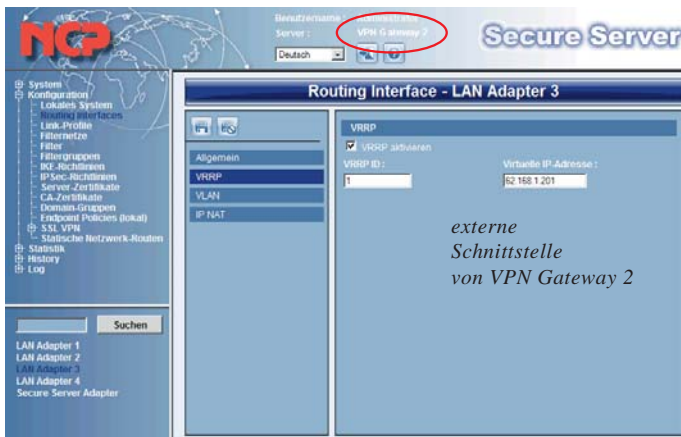 NCP
Benutzername : Administrator
Server : VPN Gateway 2
Deutsch
Secure Server
System
Konfiguration
Lokales System
Routing Interfaces
Link-Profile
Filternetze
Filter
Filtergruppen
IKE-Richtlinien
IPSec-Richtlinien
Server-Zertifikate
CA-Zertifikate
Domain-Gruppen
Endpoint Policies (lokal)
SSL VPN
Statische Netzwerk-Routen
Statistik
History
Log
Suchen
LAN Adapter 1
LAN Adapter 2
LAN Adapter 3
LAN Adapter 4
Secure Server Adapter
Routing Interface - LAN Adapter 3
Allgemein
VRRP
VLAN
IP NAT
VRRP
VRRP aktivieren
VRRP ID :
Virtuelle IP-Adresse :
1
62.168.1.201
externe
Schnittstelle
von VPN Gateway 2